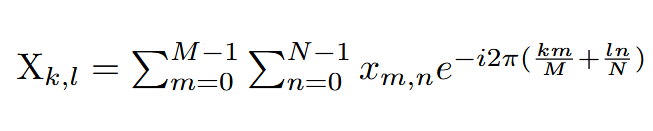 X_{k,l} = \sum_{m=0}^{M-1} \sum_{n=0}^{N-1} x_{m,n} e^{-i2\pi(\frac{km}{M}+\frac{ln}{N})}